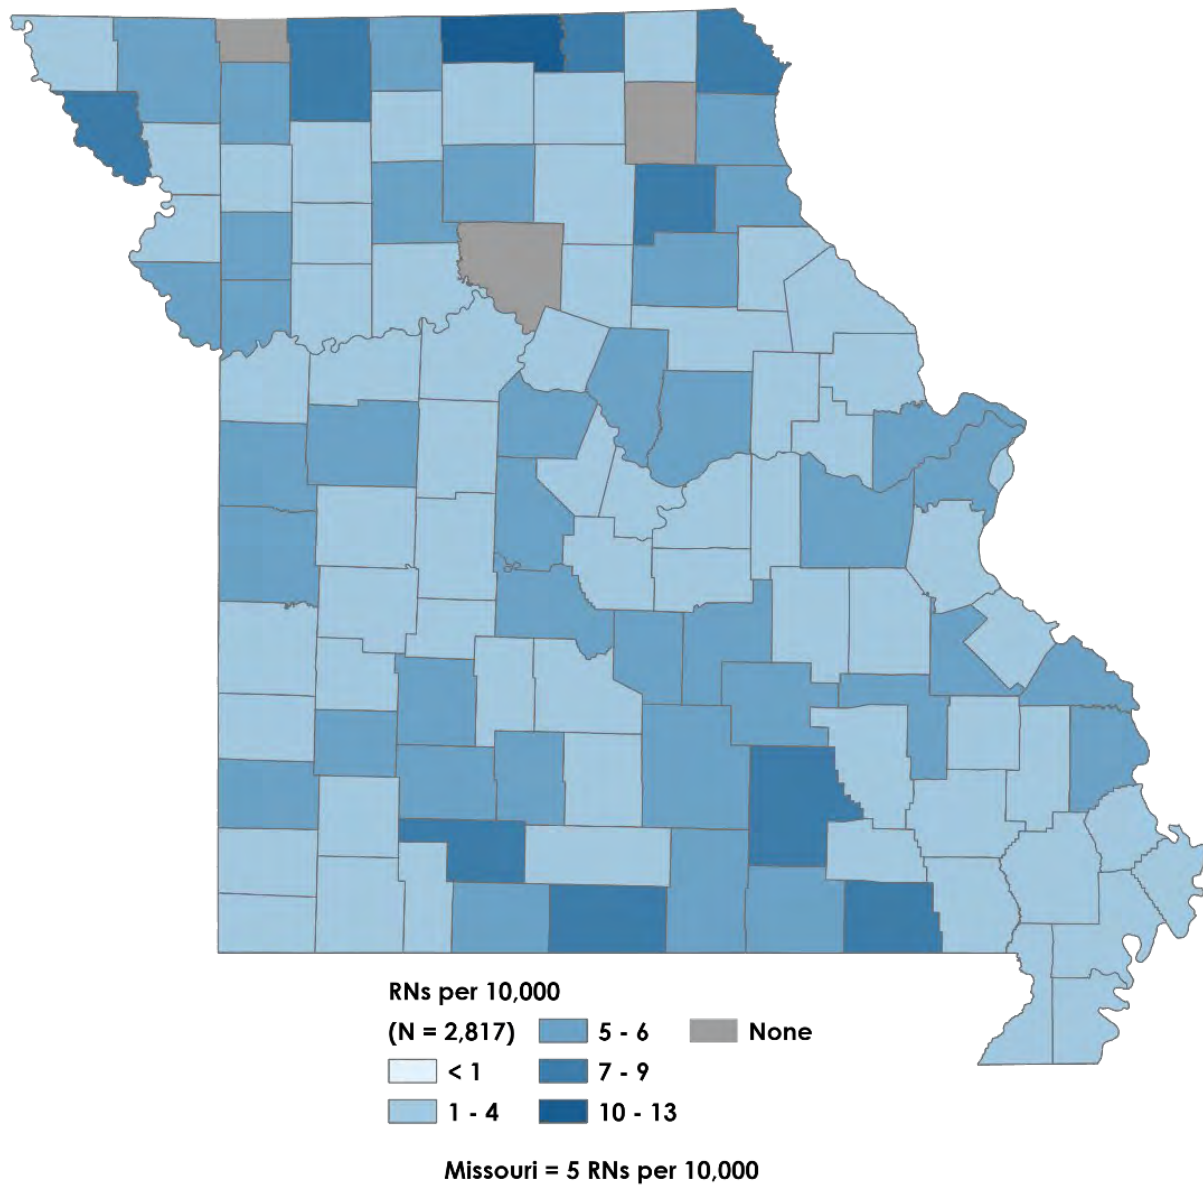 RNs per 10,000
(N = 2,817)
< 1
1 - 4
5 - 6
7 - 9
10 - 13
None
Missouri = 5 RNs per 10,000